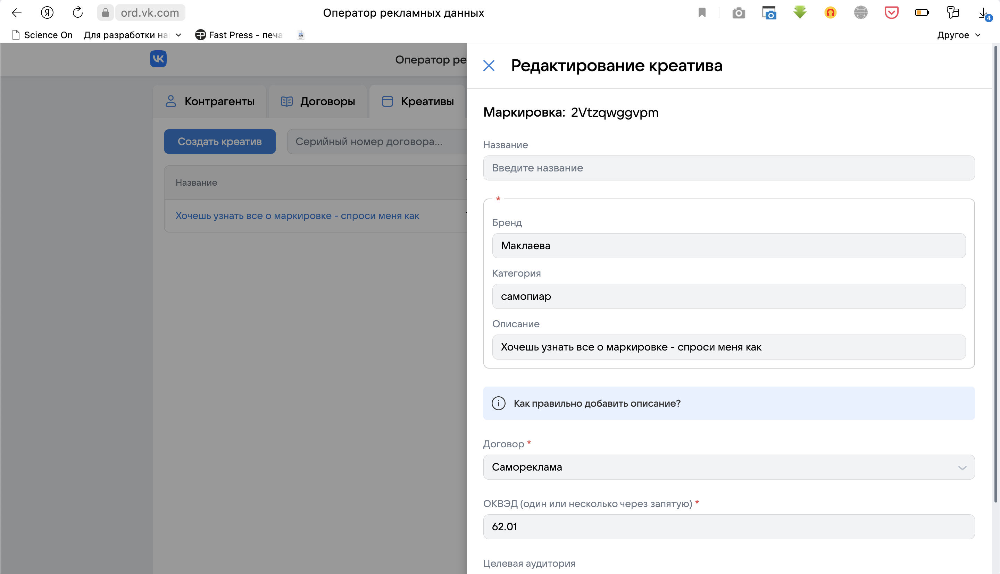 ord.vk.com
Оператор рекламных данных
4
Science On
Для разработки на
Fast Press - печа
Другое
Оператор ре
Контрагенты
Договоры
Креативы
Создать креатив
Серийный номер договора...
Название
Хочешь узнать все о маркировке - спроси меня как
Редактирование креатива
Маркировка: 2Vtzqwggvpm
Название
Введите название
*
Бренд
Маклаева
Категория
самопиар
Описание
Хочешь узнать все о маркировке - спроси меня как
Как правильно добавить описание?
Договор *
Самореклама
ОКВЭД (один или несколько через запятую) *
62.01
Целевая аудитория